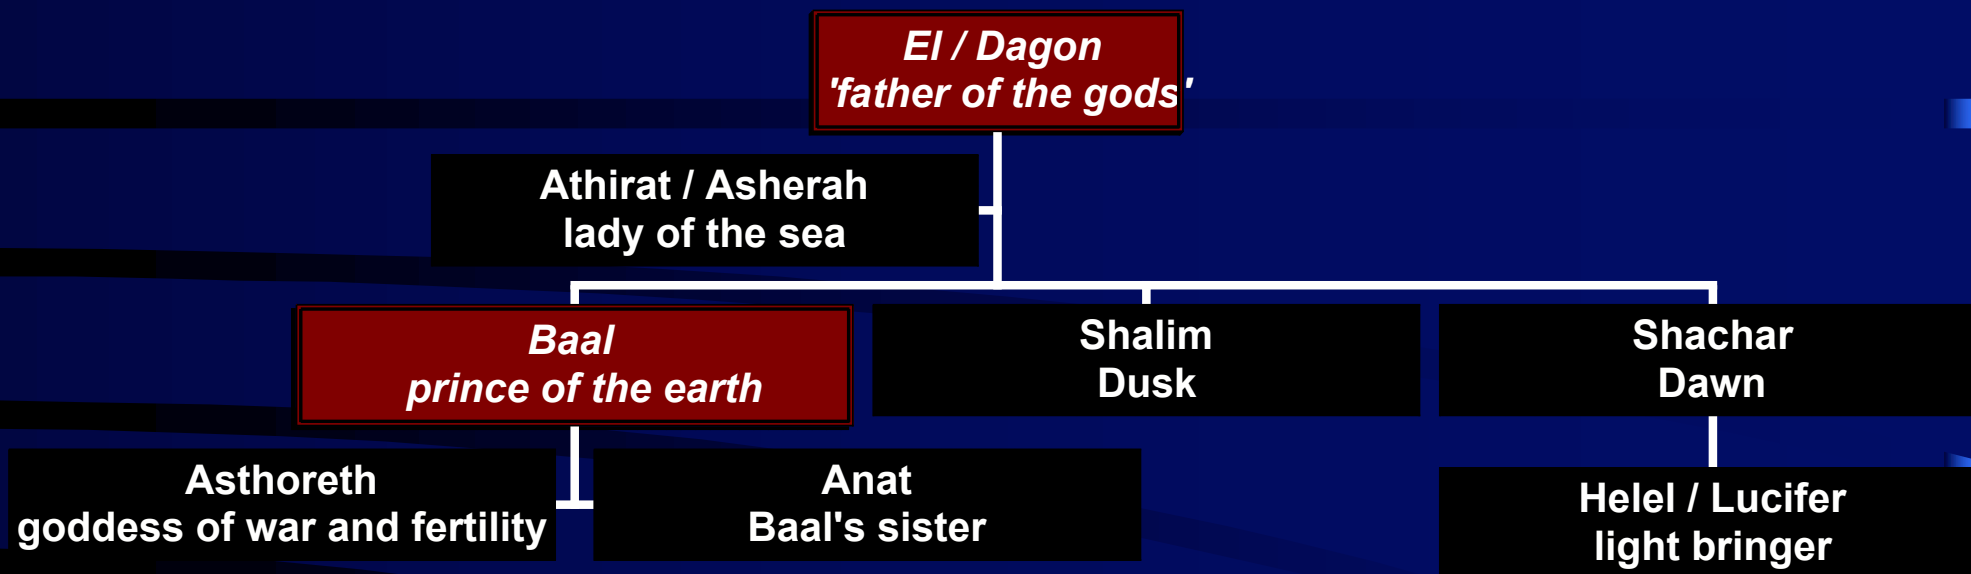 El / Dagon
'father of the gods'
Athirat / Asherah
lady of the sea
Baal
prince of the earth
Shalim
Dusk
Shachar
Dawn
Asthoreth
goddess of war and fertility
Anat
Baal's sister
Helel / Lucifer
light bringer